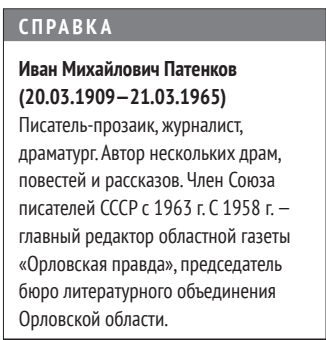 СПРАВКА
Иван Михайлович Патенков
(20.03.1909—21.03.1965)
Писатель-прозаик, журналист,
драматург. Автор нескольких драм,
повестей и рассказов. Член Союза
писателей СССР с 1963 г. С 1958 г. —
главный редактор областной газеты
«Орловская правда», председатель
бюро литературного объединения
Орловской области.